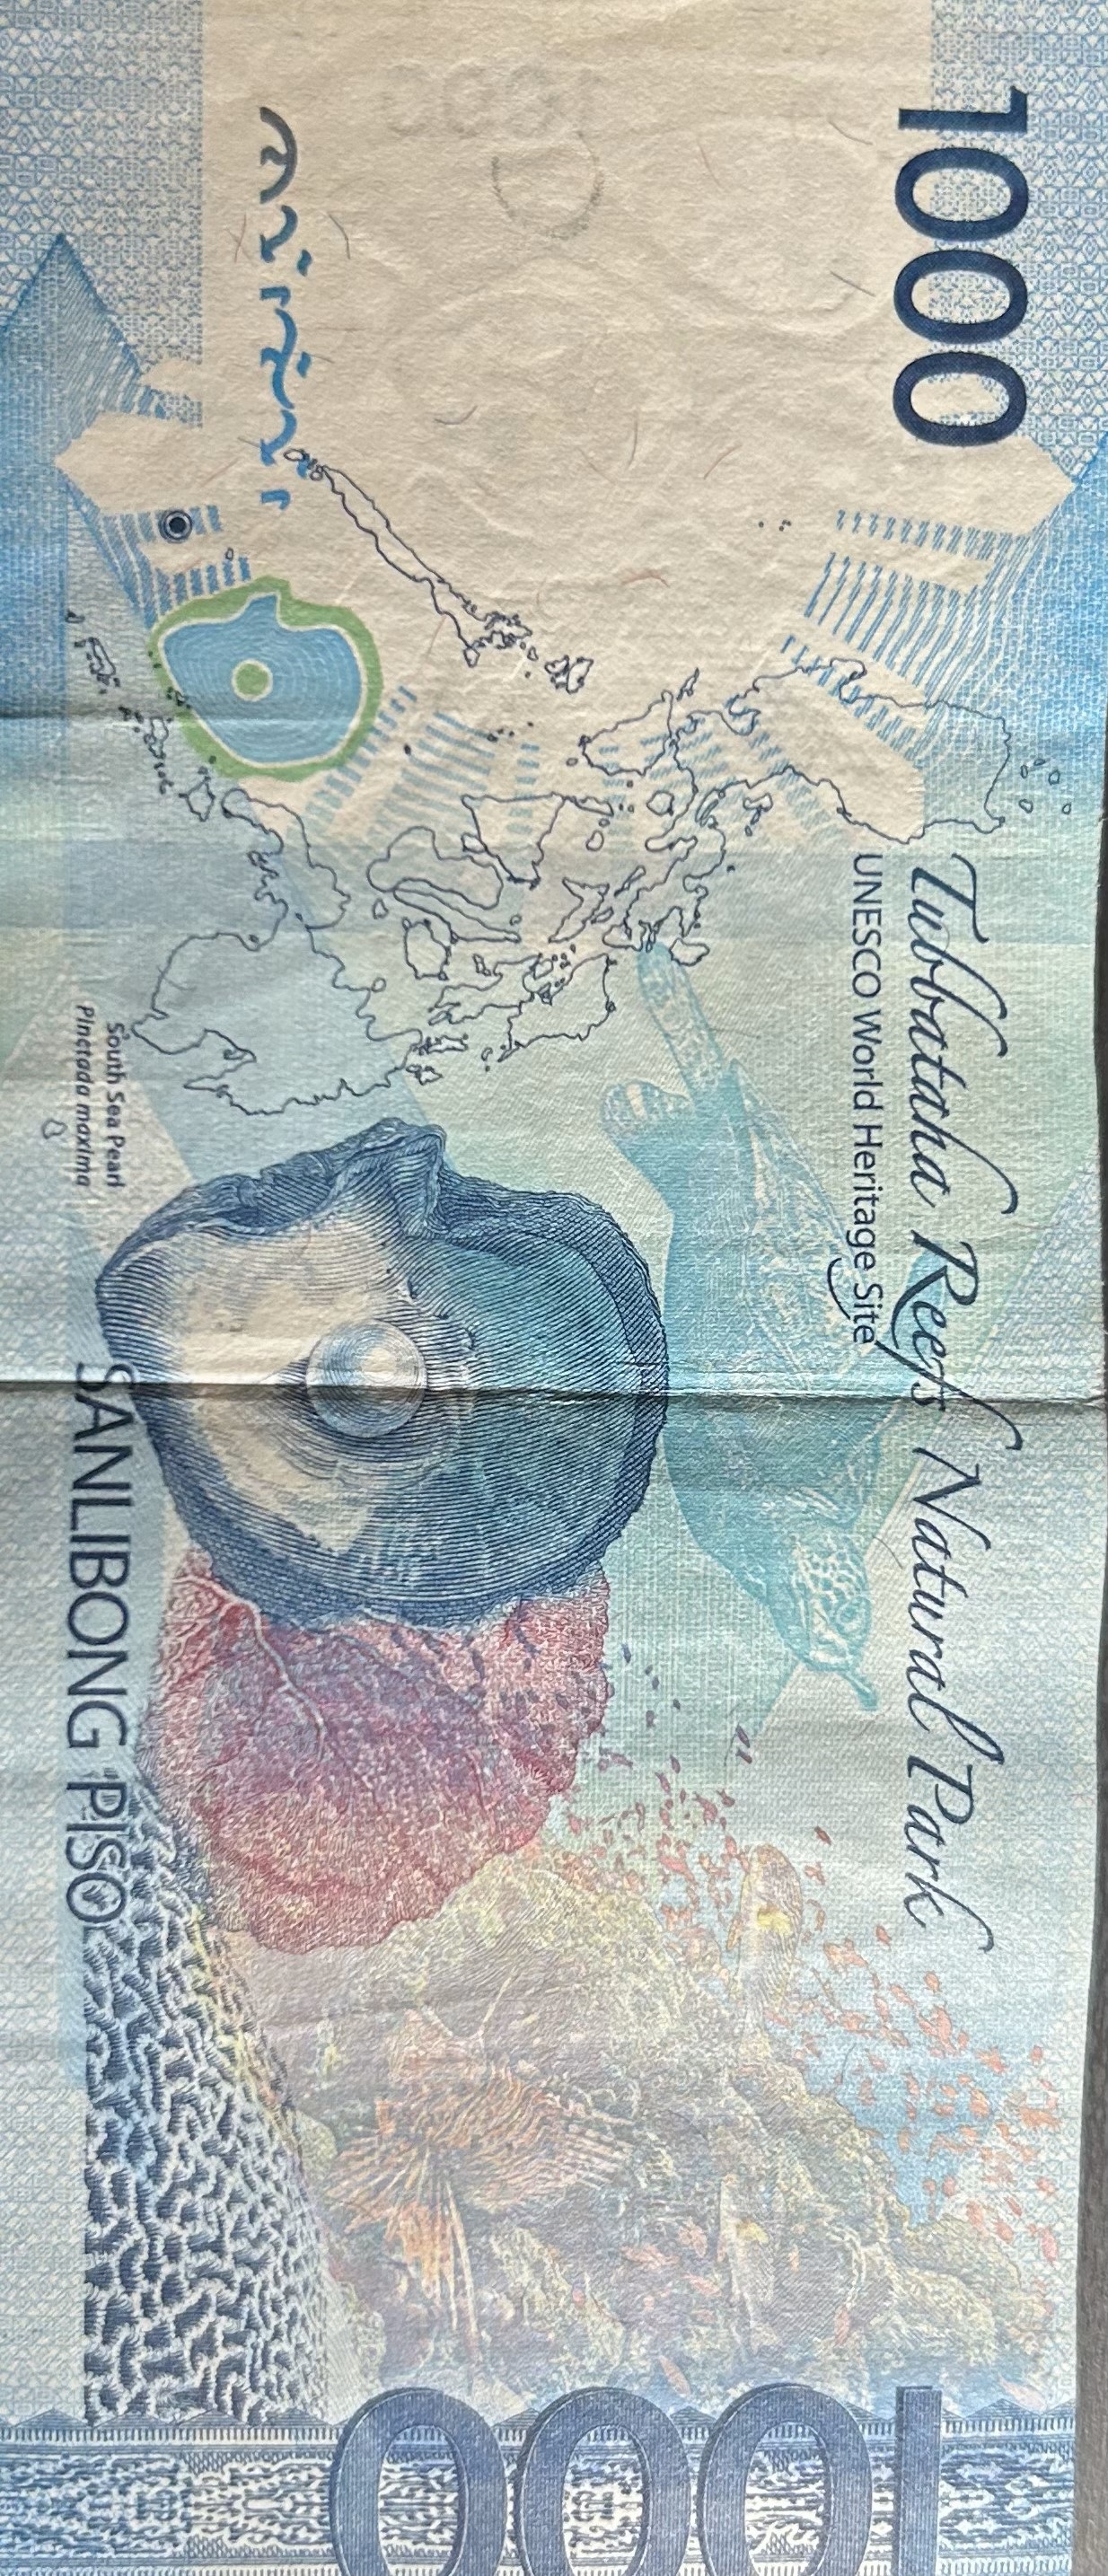 1000
Tubbataha Reefs Natural Park
UNESCO World Heritage Site
South Sea Pearl
Pinctada maxima
SANLIBONG PISO
1000